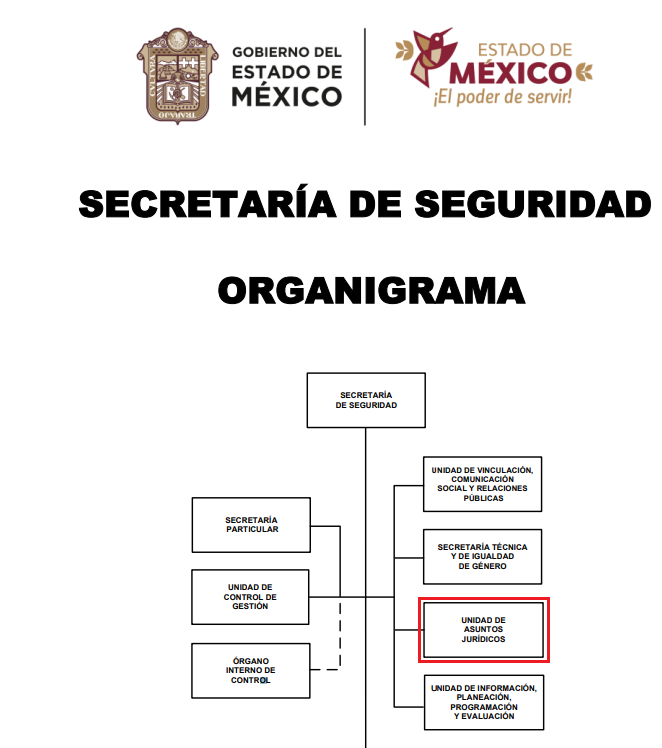 GOBIERNO DEL
ESTADO DE
MÉXICO
ESTADO DE
MÉXICO
¡El poder de servir!
SECRETARÍA DE SEGURIDAD
ORGANIGRAMA
SECRETARÍA
DE SEGURIDAD
UNIDAD DE VINCULACIÓN,
COMUNICACIÓN
SOCIAL Y RELACIONES
PÚBLICAS
SECRETARÍA
PARTICULAR
SECRETARÍA TÉCNICA
Y DE IGUALDAD
DE GÉNERO
UNIDAD DE
CONTROL DE
GESTIÓN
UNIDAD DE
ASUNTOS
JURÍDICOS
ÓRGANO
INTERNO DE
CONTROL
UNIDAD DE INFORMACIÓN,
PLANEACIÓN,
PROGRAMACIÓN
Y EVALUACIÓN